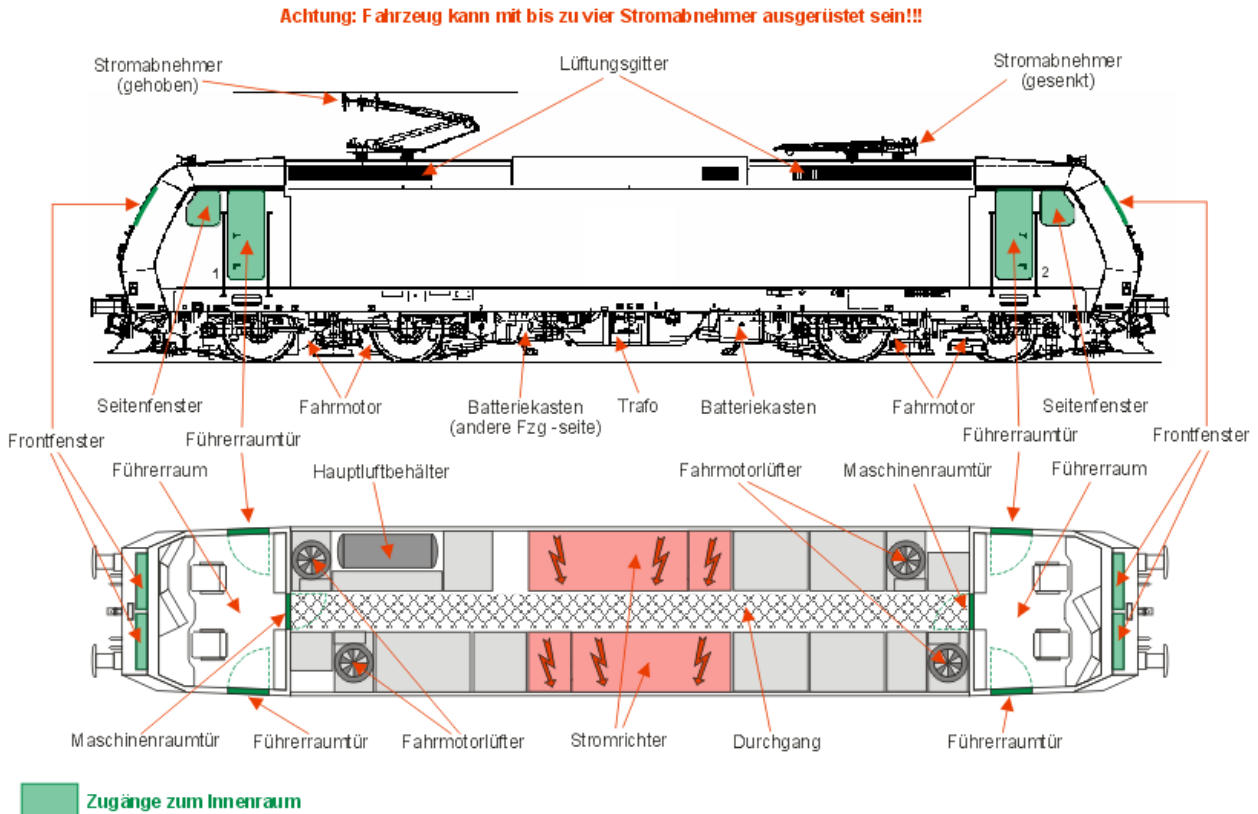 Achtung: Fahrzeug kann mit bis zu vier Stromabnehmer ausgerüstet sein!!!
Stromabnehmer
(gehoben)
Lüftungsgitter
Stromabnehmer
(gesenkt)
1
2
Seitenfenster
Fahrmotor
Batteriekasten
(andere Fzg -seite)
Trafo
Batteriekasten
Fahrmotor
Seitenfenster
Frontfenster
Führerraumtür
Führerraumtür
Frontfenster
Führerraum
Hauptluftbehälter
Fahrmotorlüfter
Maschinenraumtür
Führerraum
Maschinenraumtür
Führerraumtür
Fahrmotorlüfter
Stromrichter
Durchgang
Führerraumtür
Zugänge zum Innenraum